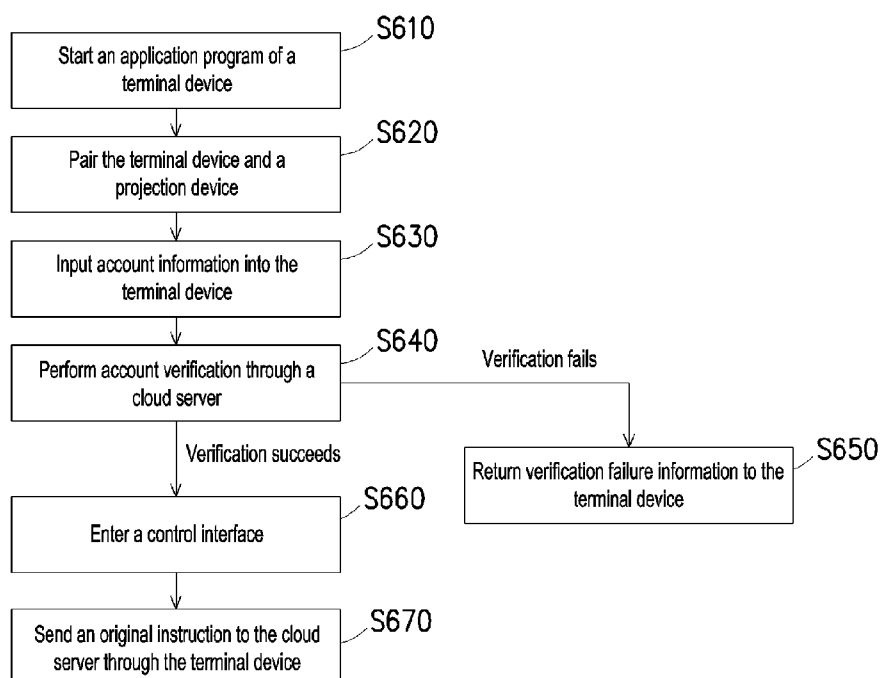 S610
Start an application program of a
terminal device
S620
Pair the terminal device and a
projection device
S630
Input account information into the
terminal device
S640
Perform account verification through a
cloud server
Verification fails
Verification succeeds
S650
Return verification failure information to the
terminal device
S660
Enter a control interface
S670
Send an original instruction to the cloud
server through the terminal device